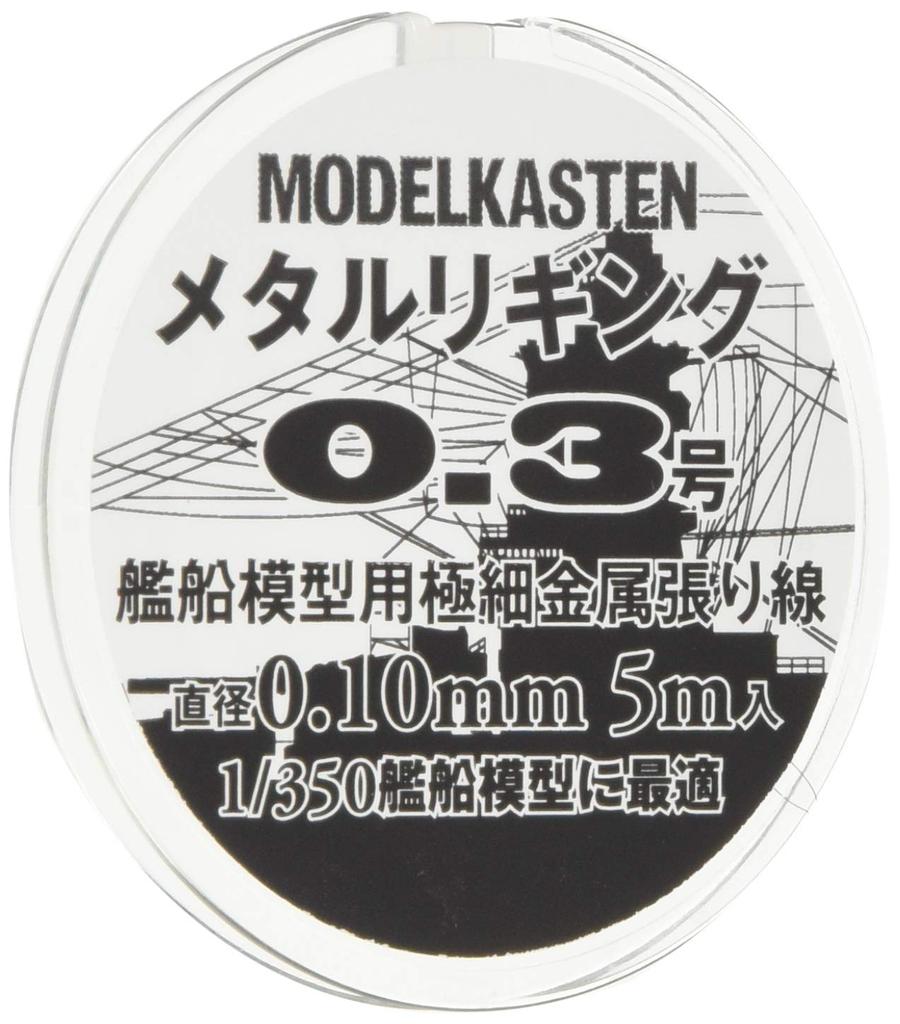 MODELKASTEN
メタルリギング
0.3号
艦船模型用極細金属張り線
直径0.10mm 5m入
1/350艦船模型に最適